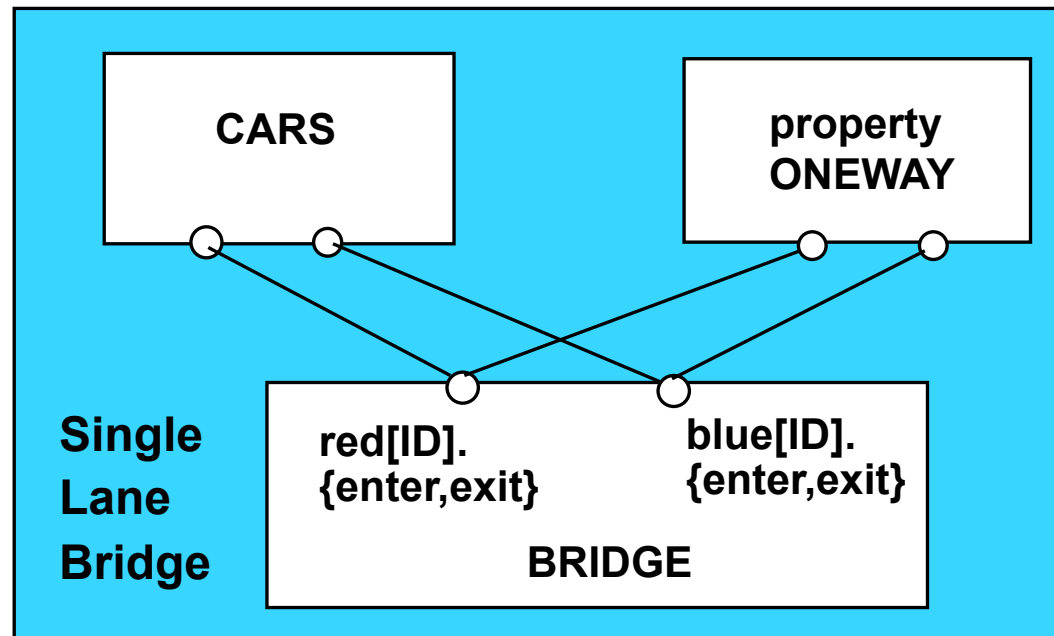 CARS
property
ONEWAY
Single
Lane
Bridge
red[ID].
{enter,exit}
blue[ID].
{enter,exit}
BRIDGE